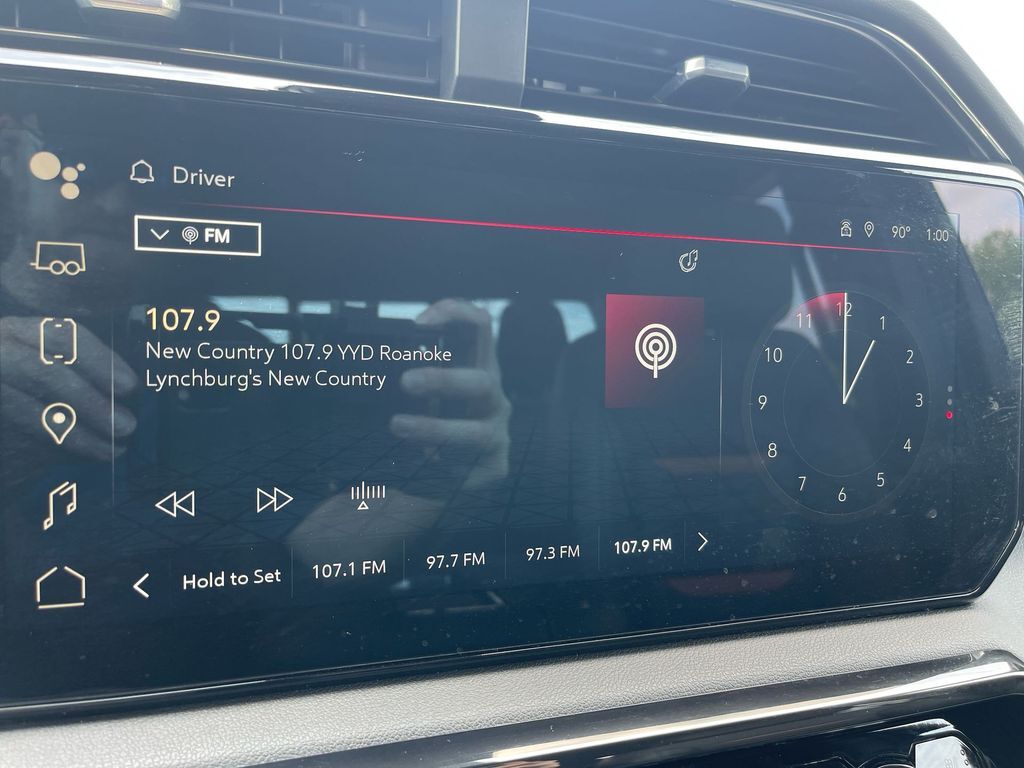 Driver
FM
90° 1:00
107.9
New Country 107.9 YYD Roanoke
Lynchburg's New Country
12
1
2
3
4
5
6
7
8
9
10
11
Hold to Set 107.1 FM 97.7 FM 97.3 FM 107.9 FM